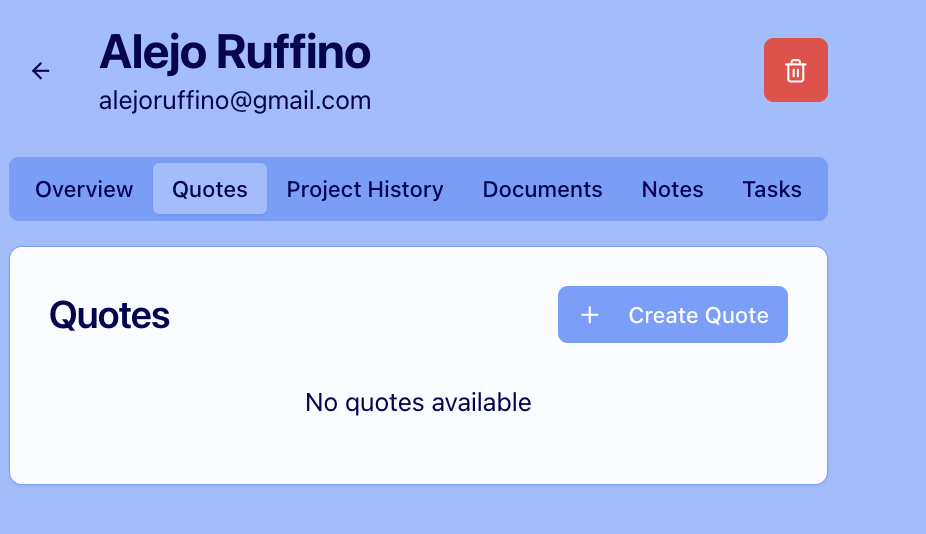 Alejo Ruffino
alejoruffino@gmail.com
Overview Quotes Project History Documents Notes Tasks
Quotes
+ Create Quote
No quotes available